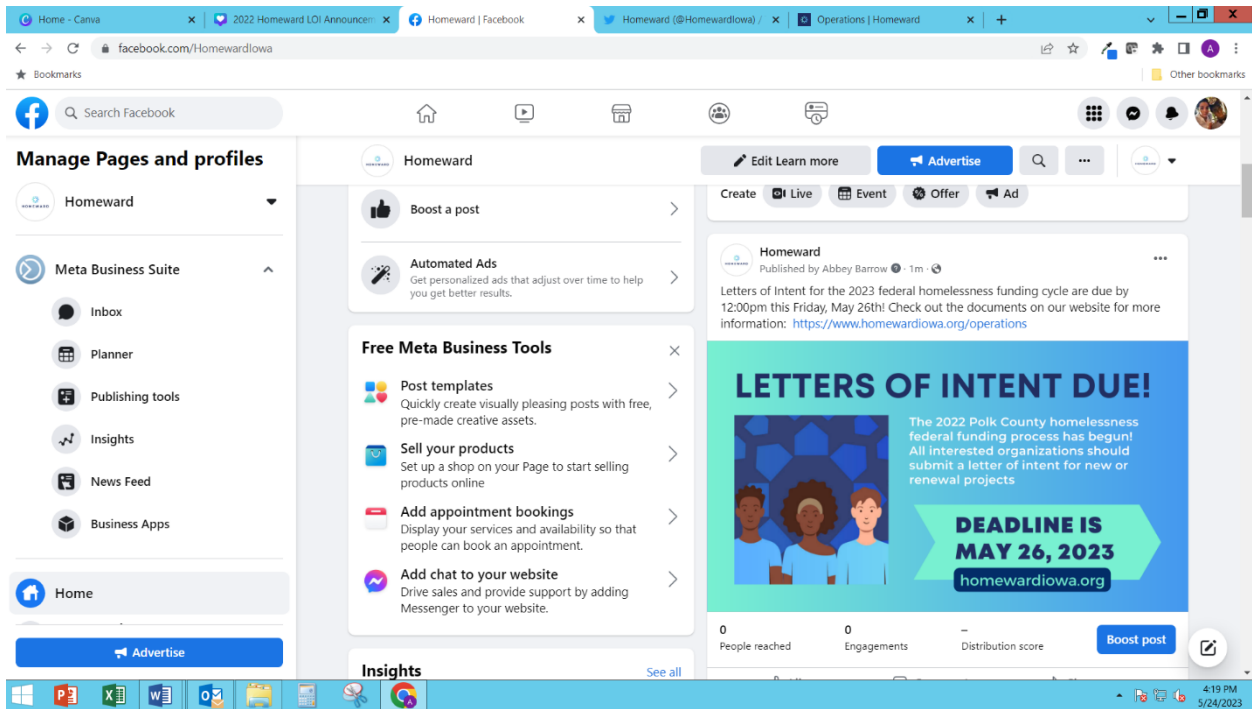 Home - Canva
2022 Homeward LOI Announcem
Homeward | Facebook
Homeward (@HomewardIowa) /
Operations | Homeward
facebook.com/HomewardIowa
A
Bookmarks
Other bookmarks
Search Facebook
Manage Pages and profiles
Homeward
Meta Business Suite
Inbox
Planner
Publishing tools
Insights
News Feed
Business Apps
Home
Advertise
Homeward
Edit Learn more
Advertise
Boost a post
Automated Ads
Get personalized ads that adjust over time to help
you get better results.
Free Meta Business Tools
Post templates
Quickly create visually pleasing posts with free,
pre-made creative assets.
Sell your products
Set up a shop on your Page to start selling
products online
Add appointment bookings
Display your services and availability so that
people can book an appointment.
Add chat to your website
Drive sales and provide support by adding
Messenger to your website.
Insights
See all
Create Live Event Offer Ad
Homeward
Published by Abbey Barrow · 1m ·
Letters of Intent for the 2023 federal homelessness funding cycle are due by
12:00pm this Friday, May 26th! Check out the documents on our website for more
information: https://www.homewardiowa.org/operations
LETTERS OF INTENT DUE!
The 2022 Polk County homelessness
federal funding process has begun!
All interested organizations should
submit a letter of intent for new or
renewal projects
DEADLINE IS
MAY 26, 2023
homewardiowa.org
0
People reached
0
Engagements
–
Distribution score
Boost post
4:19 PM
5/24/2023